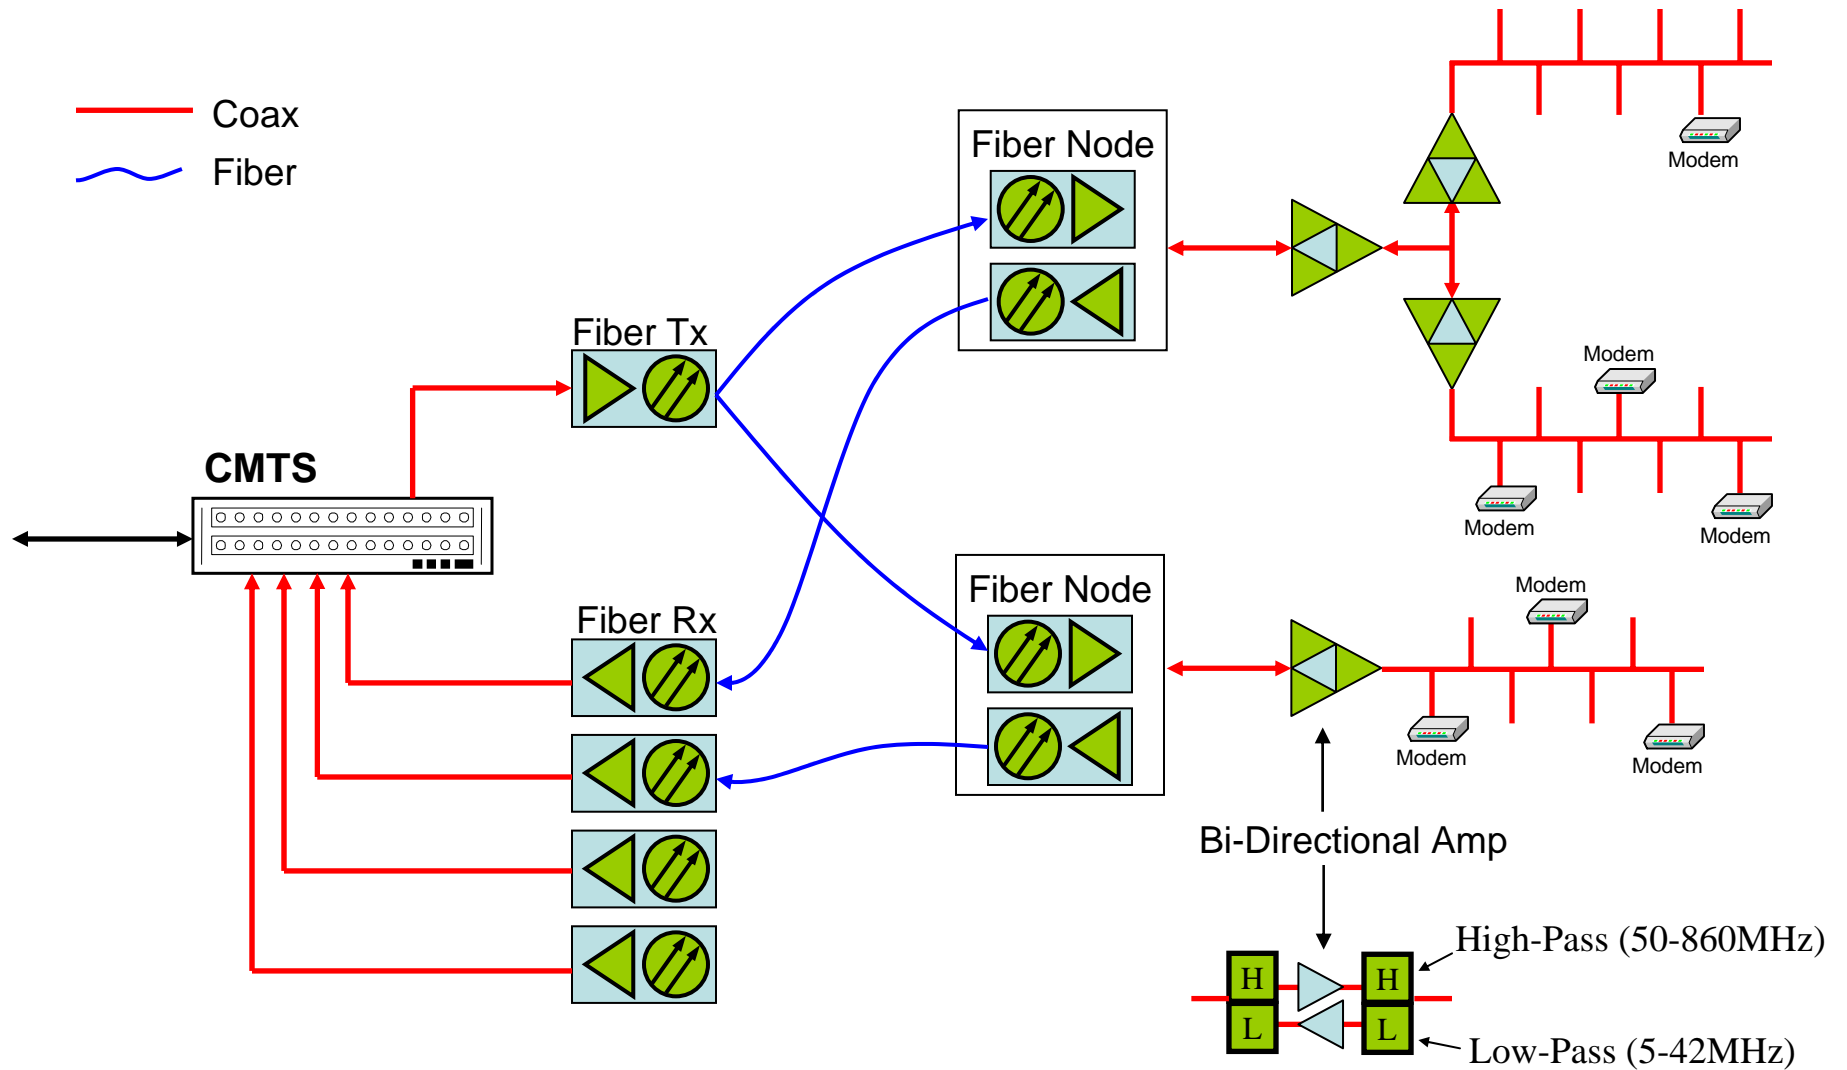 Coax
Fiber
Fiber Node
Modem
Fiber Tx
Modem
CMTS
Modem
Modem
Fiber Node
Modem
Fiber Rx
Modem
Modem
Bi-Directional Amp
High-Pass (50-860MHz)
H
H
L
L
Low-Pass (5-42MHz)